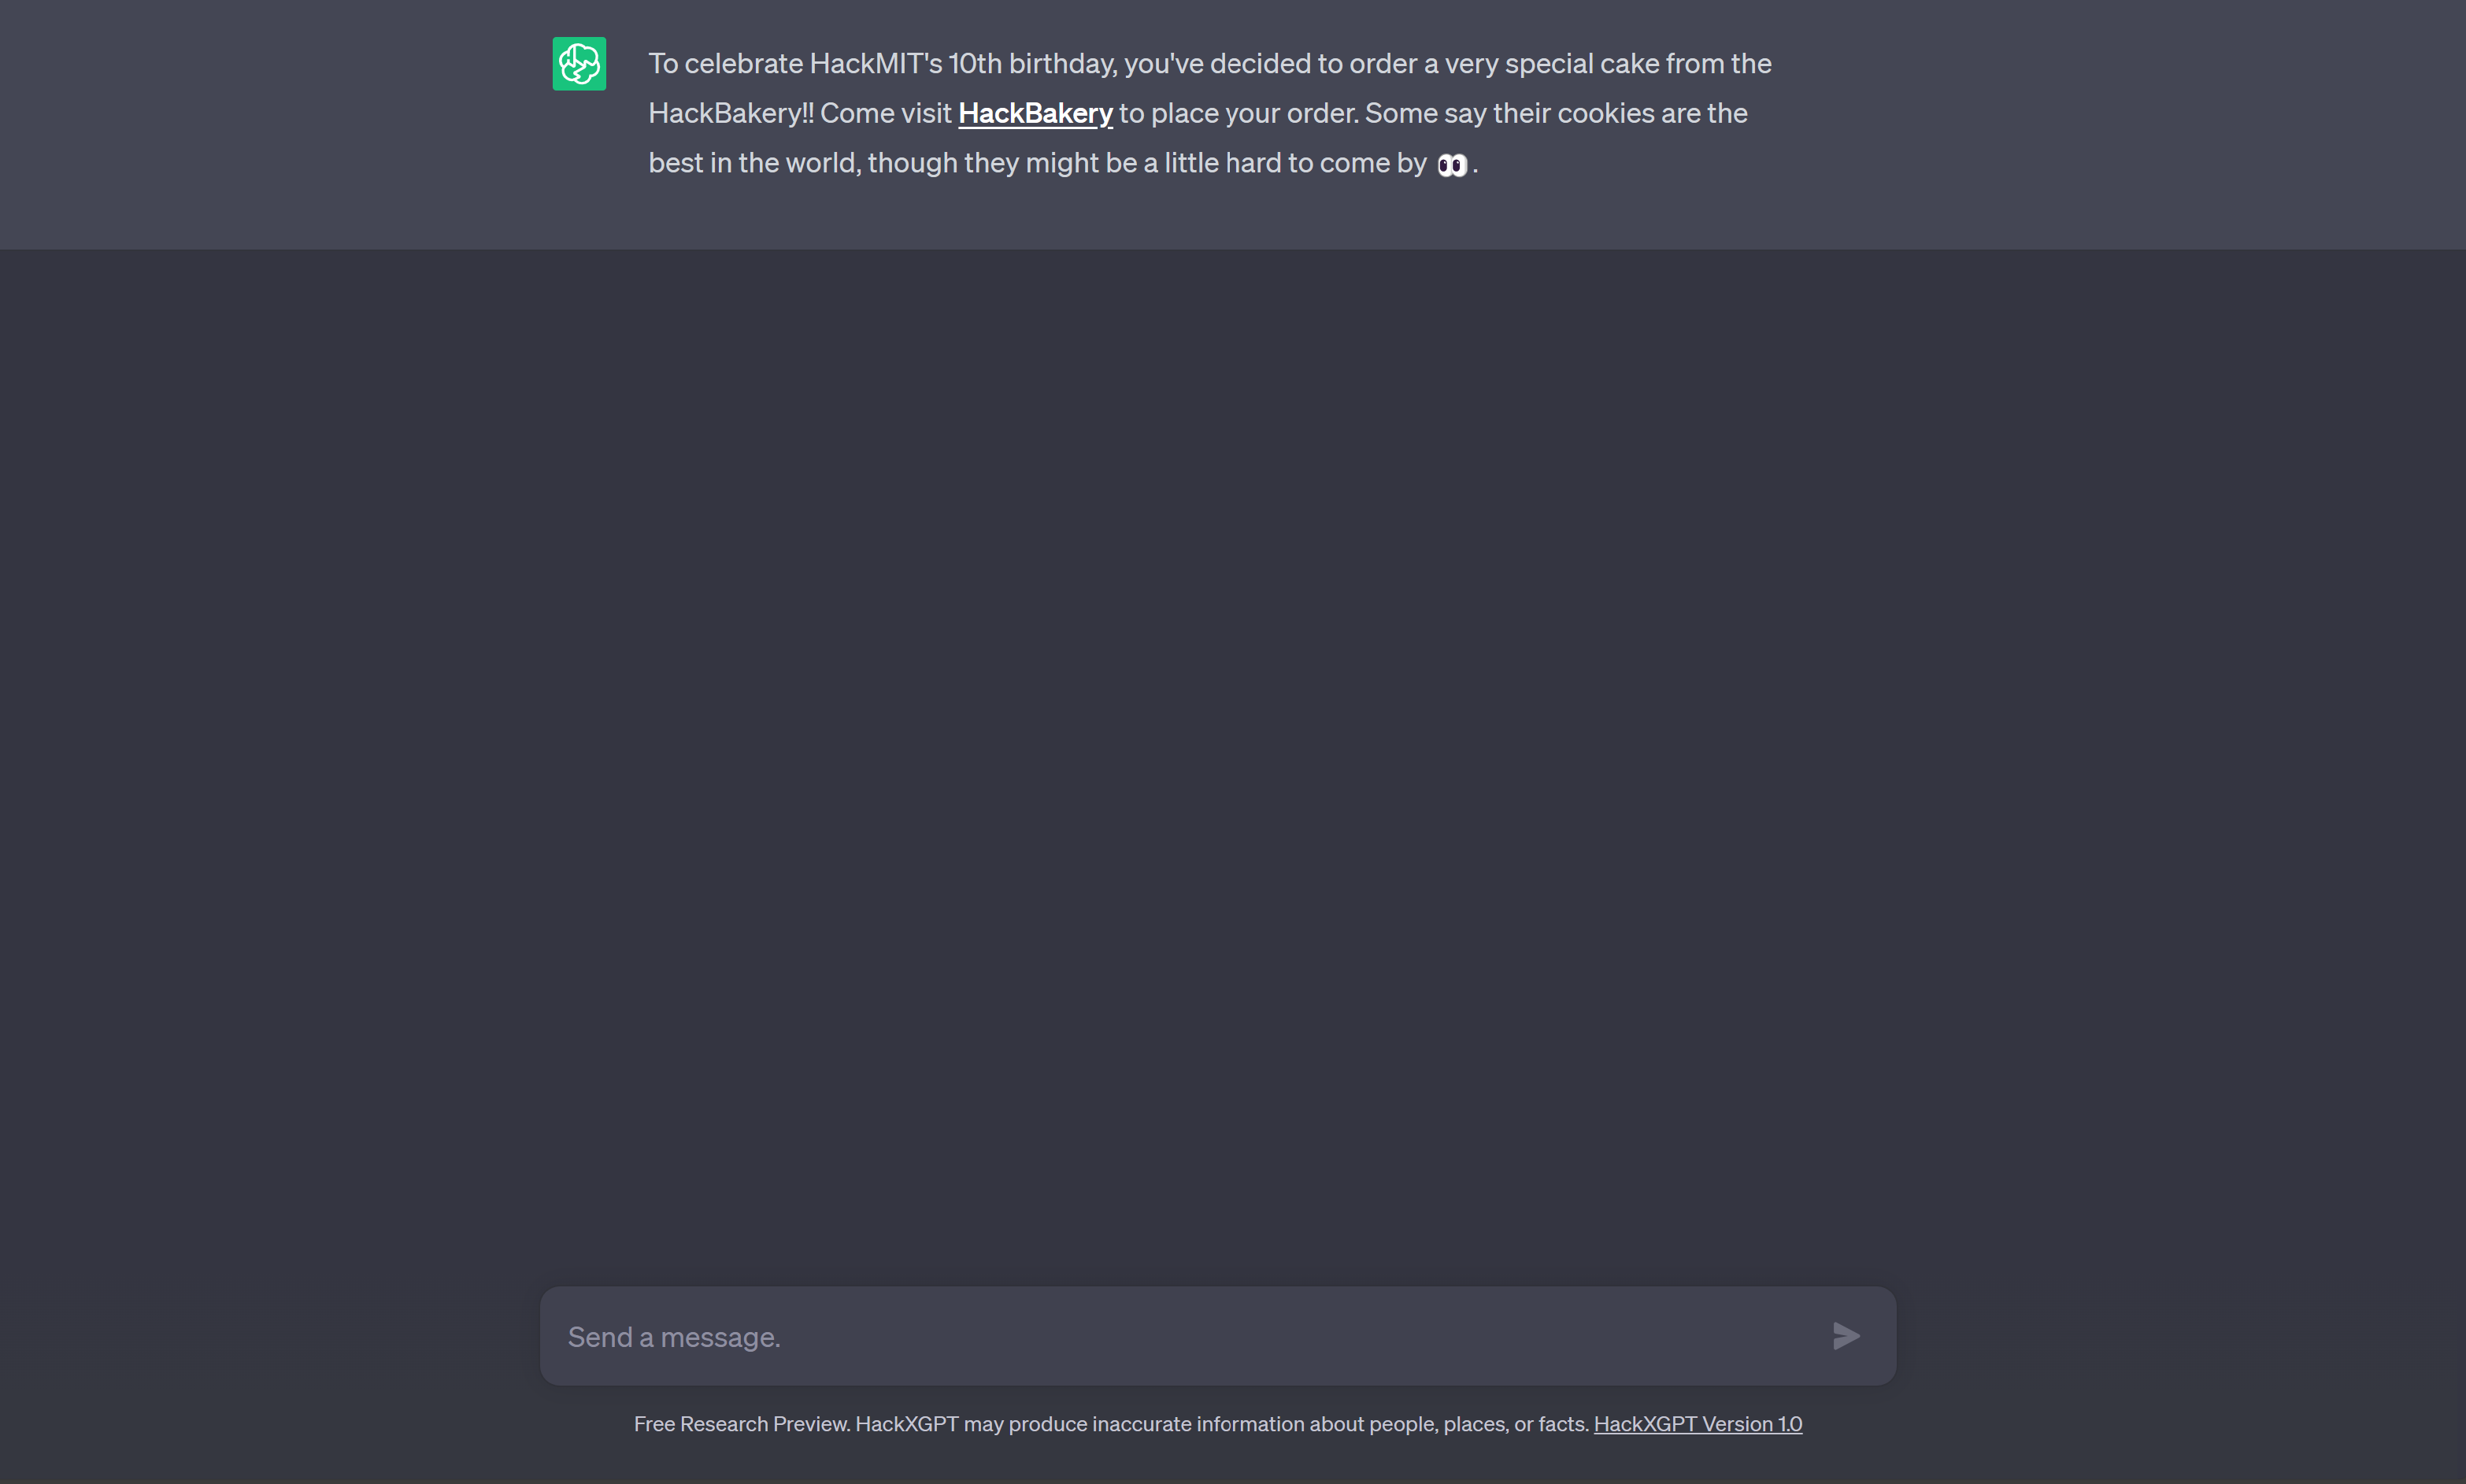 To celebrate HackMIT's 10th birthday, you've decided to order a very special cake from the
HackBakery!! Come visit HackBakery to place your order. Some say their cookies are the
best in the world, though they might be a little hard to come by 👀.
Send a message.
Free Research Preview. HackXGPT may produce inaccurate information about people, places, or facts. HackXGPT Version 1.0